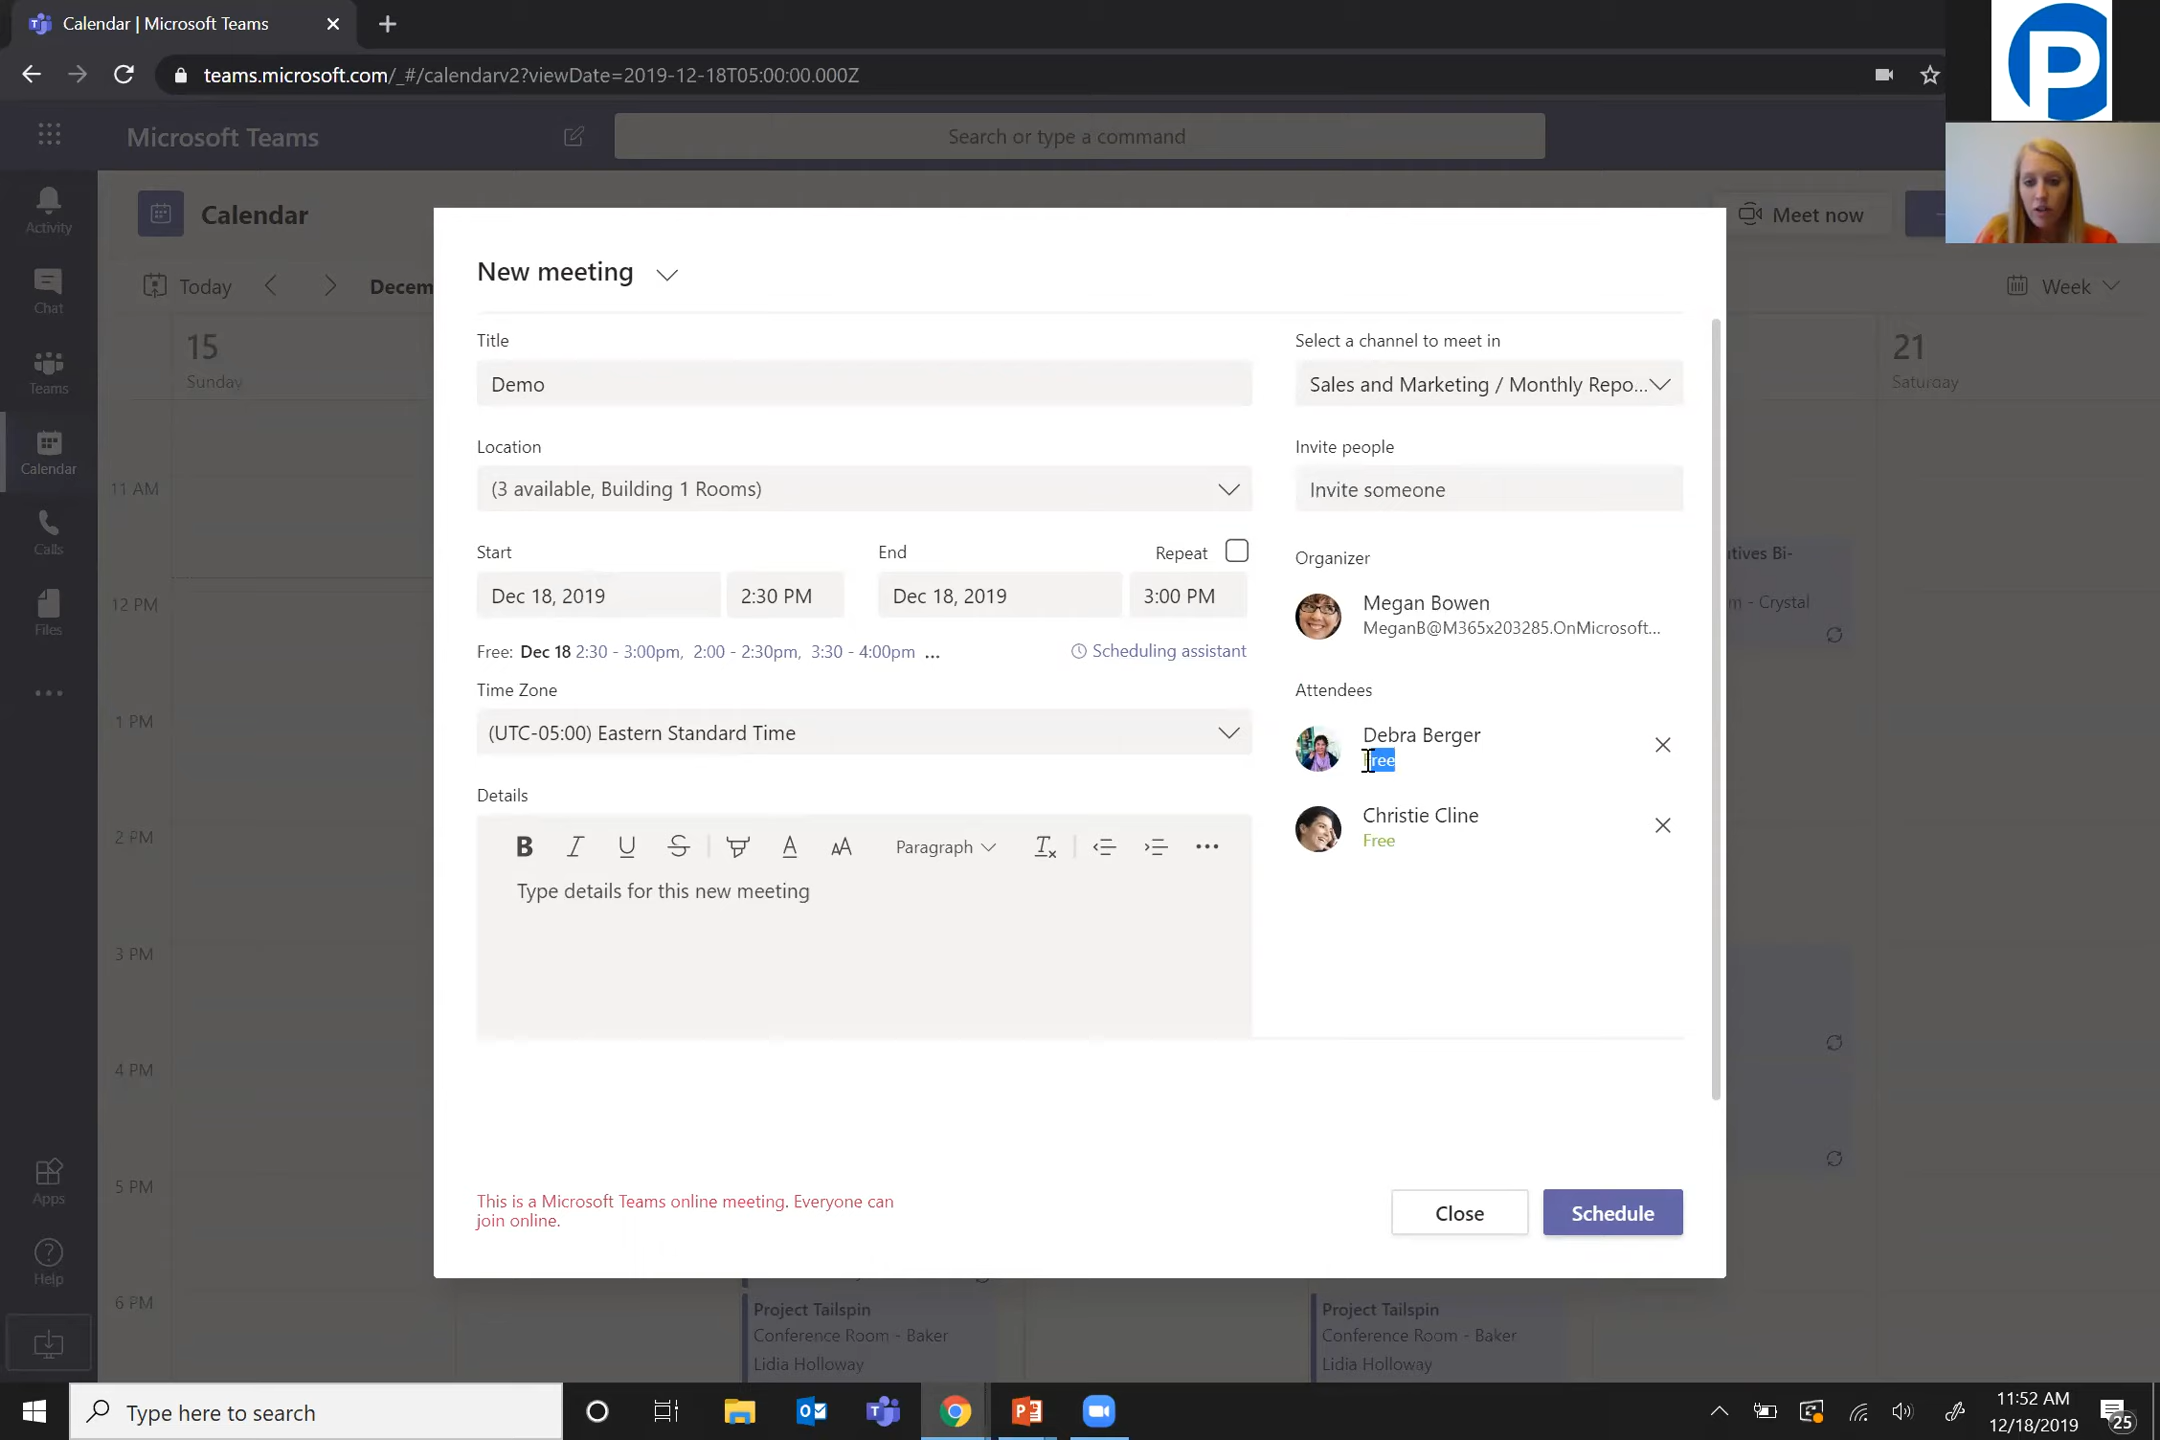 Calendar | Microsoft Teams
teams.microsoft.com/_#/calendarv2?viewDate=2019-12-18T05:00:00.000Z
P
Microsoft Teams
Search or type a command
Activity
Chat
Teams
Calendar
Calls
Files
Apps
Help
Calendar
Meet now
Today
Decem
Week
15
Sunday
21
Saturday
11 AM
12 PM
1 PM
2 PM
3 PM
4 PM
5 PM
6 PM
utives Bi-
m - Crystal
New meeting
Title
Demo
Location
(3 available, Building 1 Rooms)
Start
End
Repeat
Dec 18, 2019
2:30 PM
Dec 18, 2019
3:00 PM
Free: Dec 18 2:30 - 3:00pm, 2:00 - 2:30pm, 3:30 - 4:00pm ...
Scheduling assistant
Time Zone
(UTC-05:00) Eastern Standard Time
Details
B I U S A AA Paragraph
Type details for this new meeting
Select a channel to meet in
Sales and Marketing / Monthly Repo...
Invite people
Invite someone
Organizer
Megan Bowen
MeganB@M365x203285.OnMicrosoft...
Attendees
Debra Berger
Free
Christie Cline
Free
This is a Microsoft Teams online meeting. Everyone can
join online.
Close
Schedule
Project Tailspin
Conference Room - Baker
Lidia Holloway
Project Tailspin
Conference Room - Baker
Lidia Holloway
Type here to search
11:52 AM
12/18/2019
25